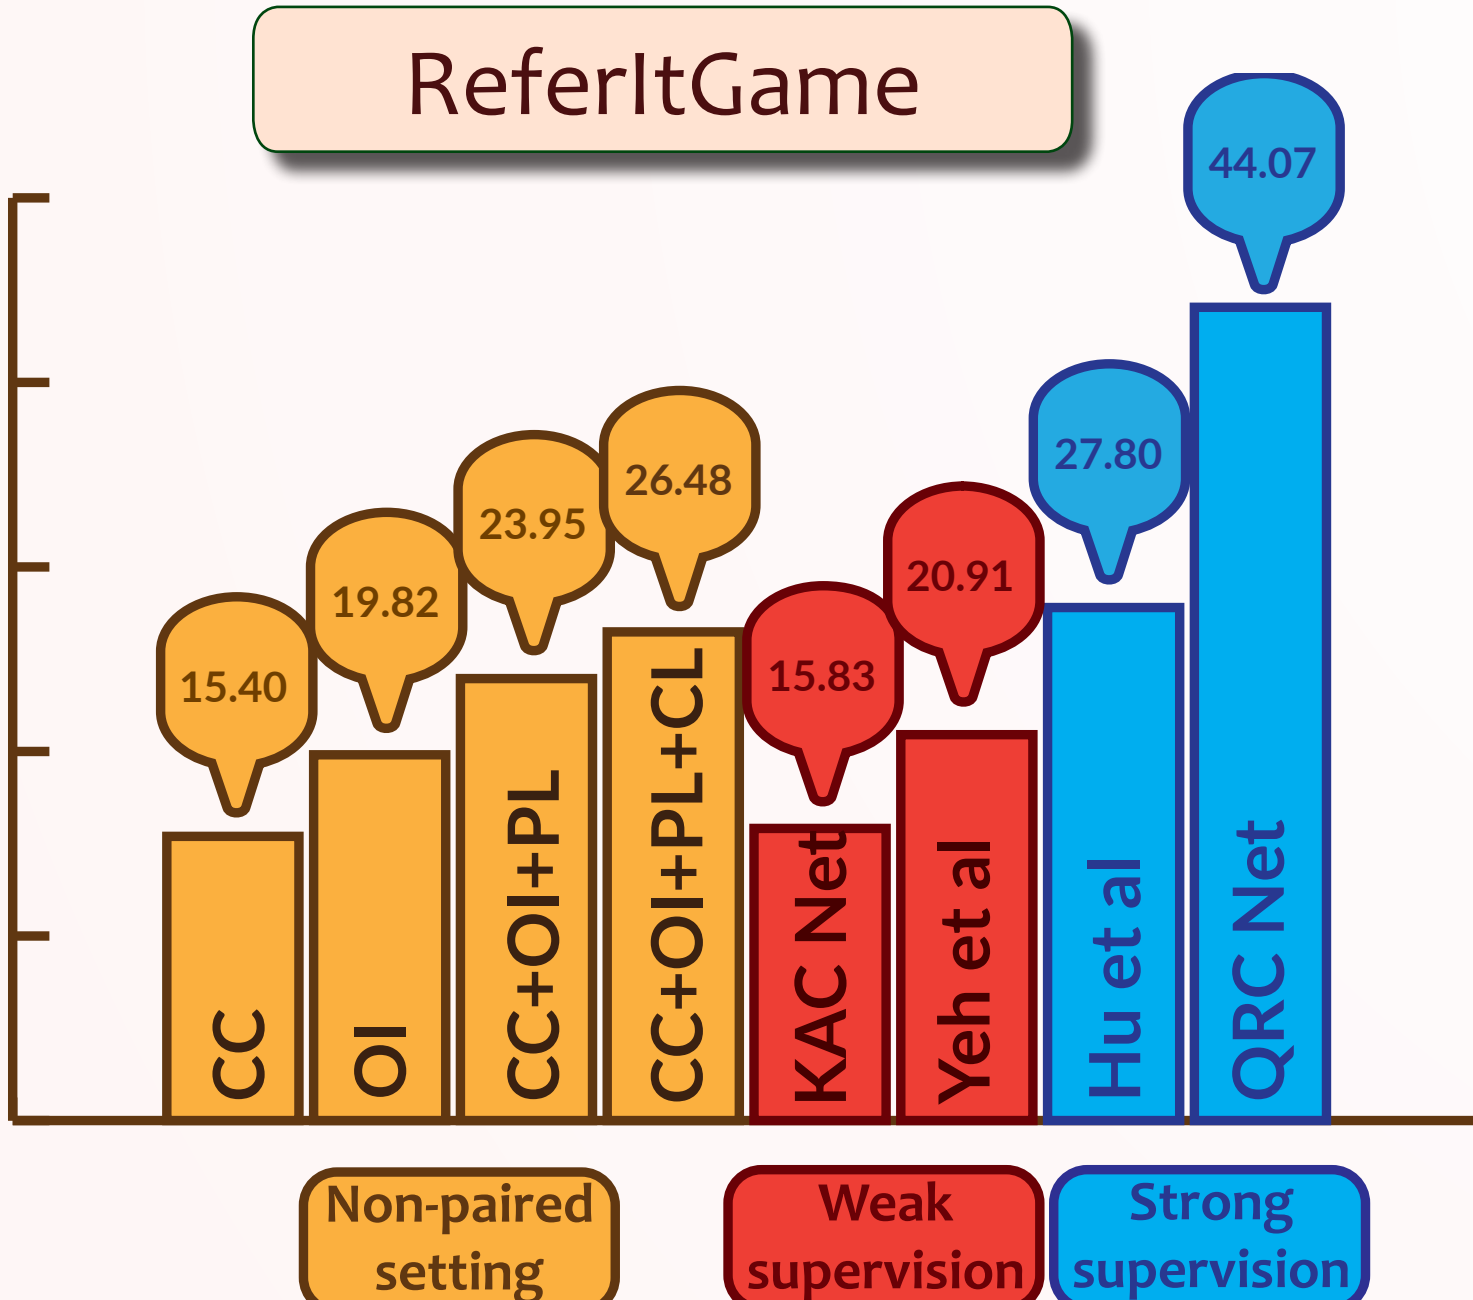 ReferItGame
44.07
27.80
26.48
23.95
20.91
19.82
15.83
15.40
CC
OI
CC+OI+PL
CC+OI+PL+CL
KAC Net
Yeh et al
Hu et al
QRC Net
Non-paired
setting
Weak
supervision
Strong
supervision